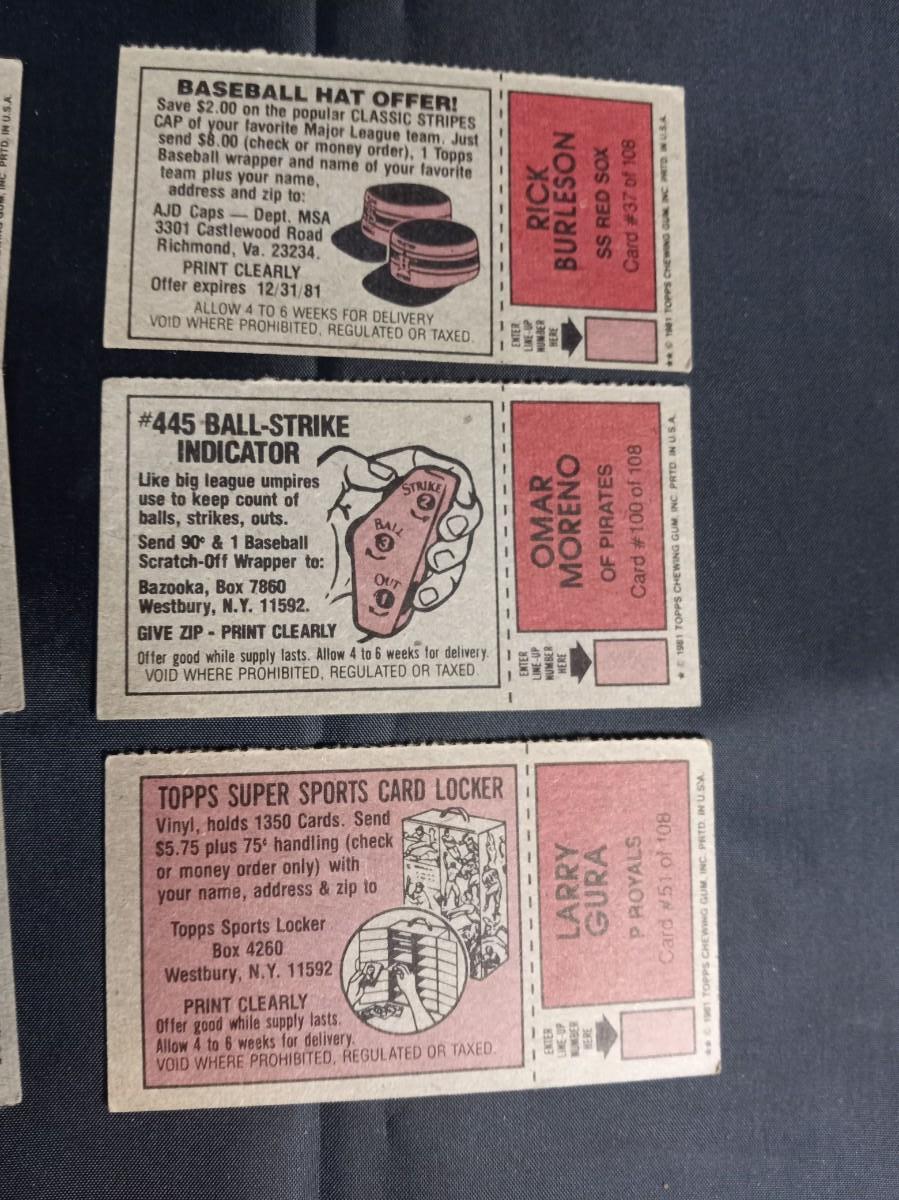 BASEBALL HAT OFFER!
Save $2.00 on the popular CLASSIC STRIPES
CAP of your favorite Major League team. Just
send $8.00 (check or money order), 1 Topps
Baseball wrapper and name of your favorite
team plus your name,
address and zip to:
AJD Caps — Dept. MSA
3301 Castlewood Road
Richmond, Va. 23234.
PRINT CLEARLY
Offer expires 12/31/81
ALLOW 4 TO 6 WEEKS FOR DELIVERY
VOID WHERE PROHIBITED, REGULATED OR TAXED.
RICK
BURLESON
SS RED SOX
Card #37 of 108
ENTER
LINE-UP
NUMBER
HERE
** © 1981 TOPPS CHEWING GUM, INC. PRTD. IN U.S.A.
#445 BALL-STRIKE
INDICATOR
Like big league umpires
use to keep count of
balls, strikes, outs.
Send 90¢ & 1 Baseball
Scratch-Off Wrapper to:
Bazooka, Box 7860
Westbury, N.Y. 11592.
GIVE ZIP - PRINT CLEARLY
Offer good while supply lasts. Allow 4 to 6 weeks for delivery.
VOID WHERE PROHIBITED, REGULATED OR TAXED
STRIKE
2
BALL
3
OUT
1
OMAR
MORENO
OF PIRATES
Card #100 of 108
ENTER
LINE-UP
NUMBER
HERE
* © 1981 TOPPS CHEWING GUM, INC. PRTD. IN U.S.A.
TOPPS SUPER SPORTS CARD LOCKER
Vinyl, holds 1350 Cards. Send
$5.75 plus 75¢ handling (check
or money order only) with
your name, address & zip to
Topps Sports Locker
Box 4260
Westbury, N.Y. 11592
PRINT CLEARLY
Offer good while supply lasts.
Allow 4 to 6 weeks for delivery.
VOID WHERE PROHIBITED, REGULATED OR TAXED.
LARRY
GURA
P ROYALS
Card #51 of 108
ENTER
LINE-UP
NUMBER
HERE
** © 1981 TOPPS CHEWING GUM, INC. PRTD. IN U.S.A.
GUM, INC. PRTD. IN U.S.A.